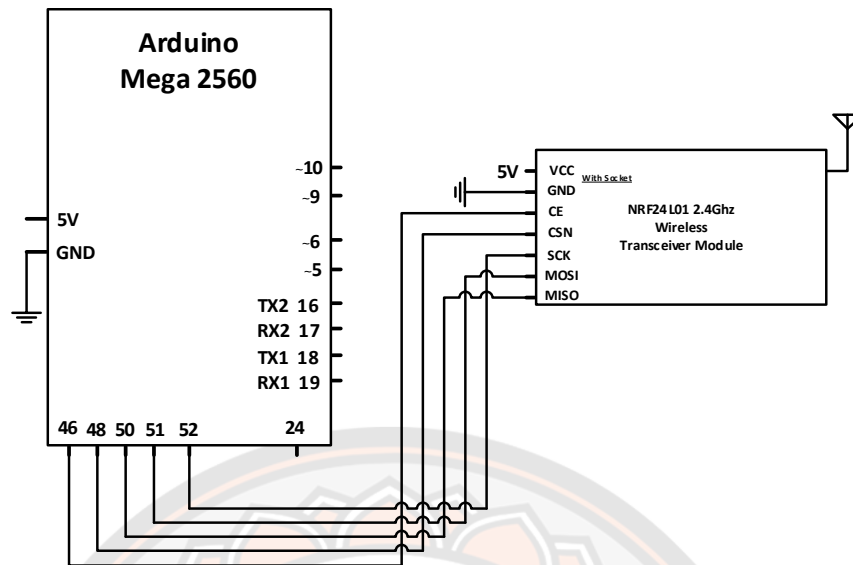 Arduino
Mega 2560
~10
~9
5V
~6
GND
~5
TX2 16
RX2 17
TX1 18
RX1 19
46 48 50 51 52 24
5V
VCC With Socket
GND
CE
CSN
SCK
MOSI
MISO
NRF24L01 2.4Ghz
Wireless
Transceiver Module